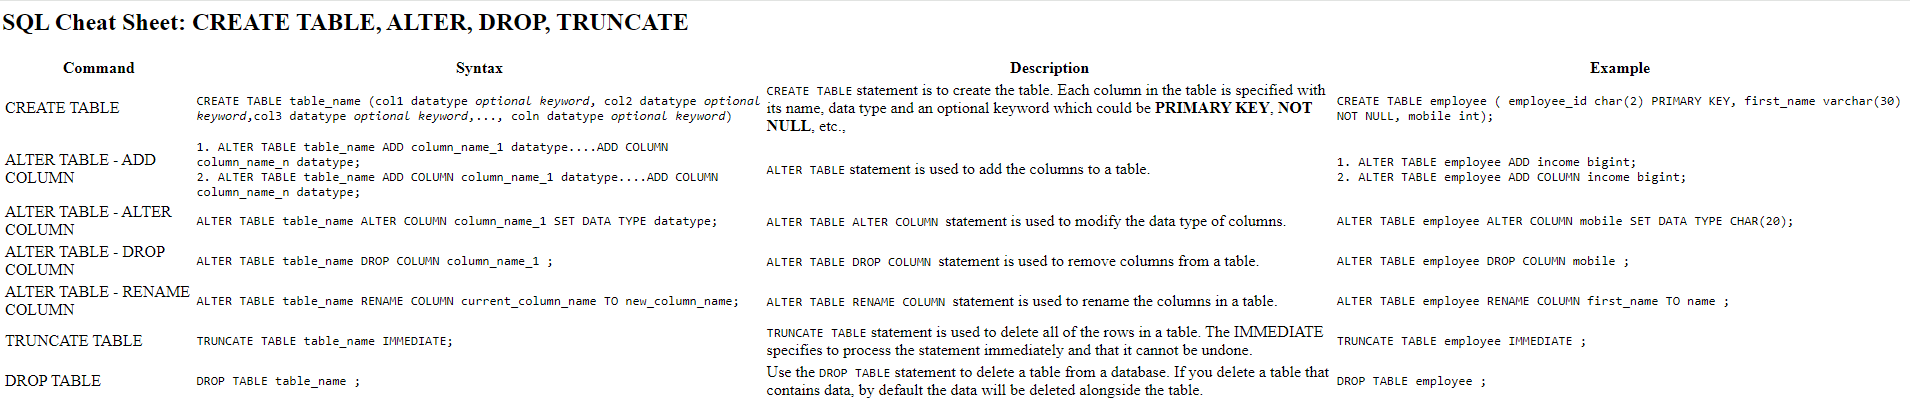 SQL Cheat Sheet: CREATE TABLE, ALTER, DROP, TRUNCATE
Command Syntax Description Example
CREATE TABLE
CREATE TABLE table_name (col1 datatype optional keyword, col2 datatype optional
keyword,col3 datatype optional keyword,..., coln datatype optional keyword)
CREATE TABLE statement is to create the table. Each column in the table is specified with
its name, data type and an optional keyword which could be PRIMARY KEY, NOT
NULL, etc.,
CREATE TABLE employee ( employee_id char(2) PRIMARY KEY, first_name varchar(30)
NOT NULL, mobile int);
ALTER TABLE - ADD
COLUMN
1. ALTER TABLE table_name ADD column_name_1 datatype....ADD COLUMN
column_name_n datatype;
2. ALTER TABLE table_name ADD COLUMN column_name_1 datatype....ADD COLUMN
column_name_n datatype;
ALTER TABLE statement is used to add the columns to a table.
1. ALTER TABLE employee ADD income bigint;
2. ALTER TABLE employee ADD COLUMN income bigint;
ALTER TABLE - ALTER
COLUMN
ALTER TABLE table_name ALTER COLUMN column_name_1 SET DATA TYPE datatype;
ALTER TABLE ALTER COLUMN statement is used to modify the data type of columns.
ALTER TABLE employee ALTER COLUMN mobile SET DATA TYPE CHAR(20);
ALTER TABLE - DROP
COLUMN
ALTER TABLE table_name DROP COLUMN column_name_1 ;
ALTER TABLE DROP COLUMN statement is used to remove columns from a table.
ALTER TABLE employee DROP COLUMN mobile ;
ALTER TABLE - RENAME
COLUMN
ALTER TABLE table_name RENAME COLUMN current_column_name TO new_column_name;
ALTER TABLE RENAME COLUMN statement is used to rename the columns in a table.
ALTER TABLE employee RENAME COLUMN first_name TO name ;
TRUNCATE TABLE
TRUNCATE TABLE table_name IMMEDIATE;
TRUNCATE TABLE statement is used to delete all of the rows in a table. The IMMEDIATE
specifies to process the statement immediately and that it cannot be undone.
TRUNCATE TABLE employee IMMEDIATE ;
DROP TABLE
DROP TABLE table_name ;
Use the DROP TABLE statement to delete a table from a database. If you delete a table that
contains data, by default the data will be deleted alongside the table.
DROP TABLE employee ;